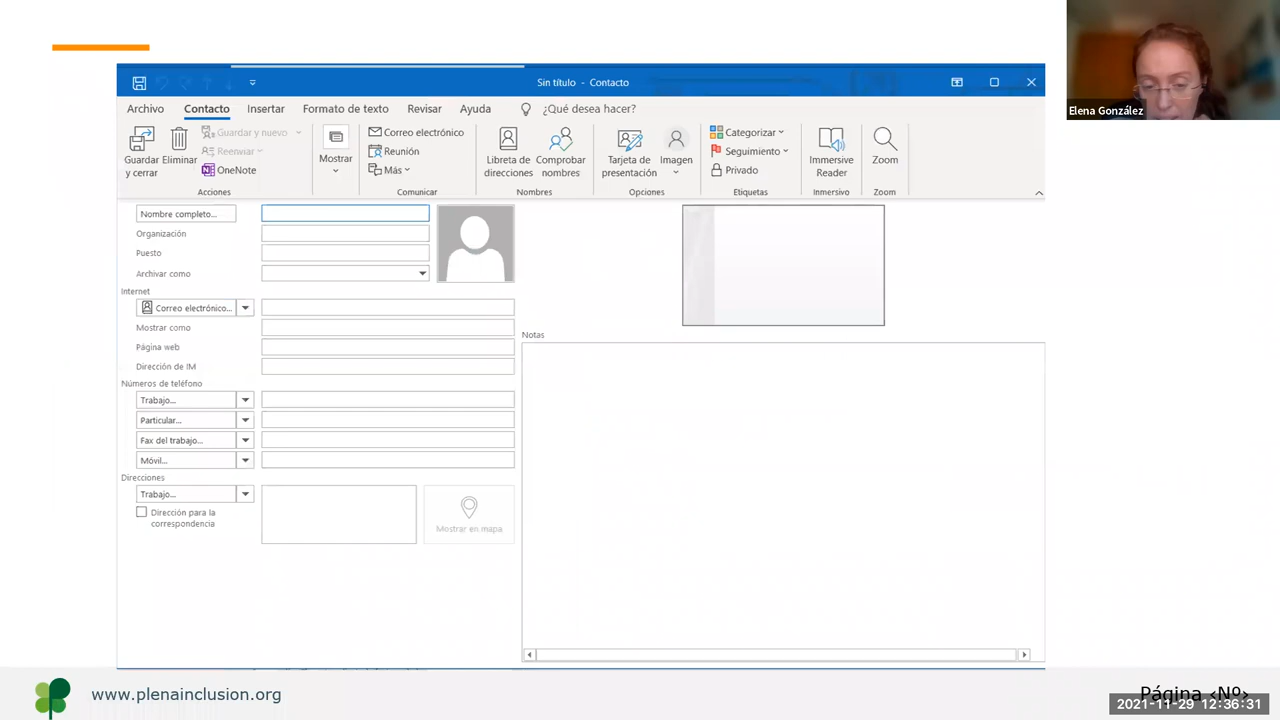 Elena González
Sin título - Contacto
Archivo Contacto Insertar Formato de texto Revisar Ayuda ¿Qué desea hacer?
Guardar y cerrar
Eliminar
Guardar y nuevo
Reenviar
OneNote
Acciones
Mostrar
Correo electrónico
Reunión
Más
Comunicar
Libreta de direcciones
Comprobar nombres
Nombres
Tarjeta de presentación
Imagen
Opciones
Categorizar
Seguimiento
Privado
Etiquetas
Immersive Reader
Inmersivo
Zoom
Zoom
Nombre completo...
Organización
Puesto
Archivar como
Internet
Correo electrónico...
Mostrar como
Página web
Dirección de IM
Números de teléfono
Trabajo...
Particular...
Fax del trabajo...
Móvil...
Direcciones
Trabajo...
Dirección para la
correspondencia
Mostrar en mapa
Notas
www.plenainclusion.org
Página ‹Nº›
2021-11-29 12:36:31